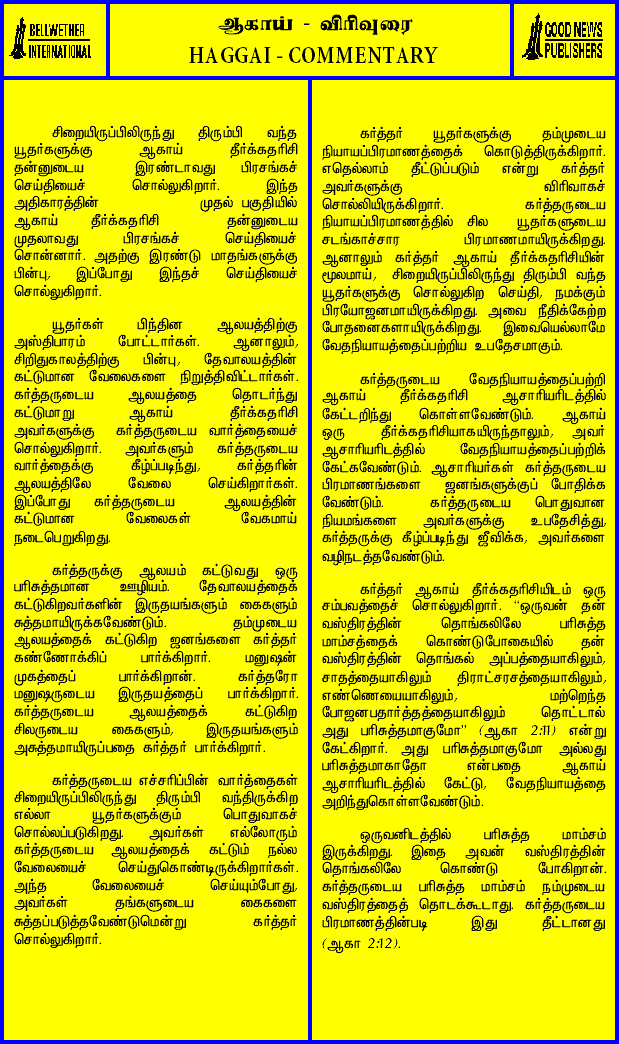 BELLWETHER
INTERNATIONAL
ஆகாய் - விரிவுரை
HAGGAI - COMMENTARY
GOOD NEWS
PUBLISHERS
சிறையிருப்பிலிருந்து திரும்பி வந்த
யூதர்களுக்கு ஆகாய் தீர்க்கதரிசி
தன்னுடைய இரண்டாவது பிரசங்கச்
செய்தியைச் சொல்லுகிறார். இந்த
அதிகாரத்தின் முதல் பகுதியில்
ஆகாய் தீர்க்கதரிசி தன்னுடைய
முதலாவது பிரசங்கச் செய்தியைச்
சொன்னார். அதற்கு இரண்டு மாதங்களுக்கு
பின்பு, இப்போது இந்தச் செய்தியைச்
சொல்லுகிறார்.
யூதர்கள் பிந்தின ஆலயத்திற்கு
அஸ்திபாரம் போட்டார்கள். ஆனாலும்,
சிறிதுகாலத்திற்கு பின்பு, தேவாலயத்தின்
கட்டுமான வேலைகளை நிறுத்திவிட்டார்கள்.
கர்த்தருடைய ஆலயத்தை தொடர்ந்து
கட்டுமாறு ஆகாய் தீர்க்கதரிசி
அவர்களுக்கு கர்த்தருடைய வார்த்தையைச்
சொல்லுகிறார். அவர்களும் கர்த்தருடைய
வார்த்தைக்கு கீழ்ப்படிந்து, கர்த்தரின்
ஆலயத்திலே வேலை செய்கிறார்கள்.
இப்போது கர்த்தருடைய ஆலயத்தின்
கட்டுமான வேலைகள் வேகமாய்
நடைபெறுகிறது.
கர்த்தருக்கு ஆலயம் கட்டுவது ஒரு
பரிசுத்தமான ஊழியம். தேவாலயத்தைக்
கட்டுகிறவர்களின் இருதயங்களும் கைகளும்
சுத்தமாயிருக்கவேண்டும். தம்முடைய
ஆலயத்தைக் கட்டுகிற ஜனங்களை கர்த்தர்
கண்ணோக்கிப் பார்க்கிறார். மனுஷன்
முகத்தைப் பார்க்கிறான். கர்த்தரோ
மனுஷருடைய இருதயத்தைப் பார்க்கிறார்.
கர்த்தருடைய ஆலயத்தைக் கட்டுகிற
சிலருடைய கைகளும், இருதயங்களும்
அசுத்தமாயிருப்பதை கர்த்தர் பார்க்கிறார்.
கர்த்தருடைய எச்சரிப்பின் வார்த்தைகள்
சிறையிருப்பிலிருந்து திரும்பி வந்திருக்கிற
எல்லா யூதர்களுக்கும் பொதுவாகச்
சொல்லப்படுகிறது. அவர்கள் எல்லோரும்
கர்த்தருடைய ஆலயத்தைக் கட்டும் நல்ல
வேலையைச் செய்துகொண்டிருக்கிறார்கள்.
அந்த வேலையைச் செய்யும்போது,
அவர்கள் தங்களுடைய கைகளை
சுத்தப்படுத்தவேண்டுமென்று கர்த்தர்
சொல்லுகிறார்.
கர்த்தர் யூதர்களுக்கு தம்முடைய
நியாயப்பிரமாணத்தைக் கொடுத்திருக்கிறார்.
எதெல்லாம் தீட்டுப்படும் என்று கர்த்தர்
அவர்களுக்கு விரிவாகச்
சொல்லியிருக்கிறார். கர்த்தருடைய
நியாயப்பிரமாணத்தில் சில யூதர்களுடைய
சடங்காச்சார பிரமாணமாயிருக்கிறது.
ஆனாலும் கர்த்தர் ஆகாய் தீர்க்கதரிசியின்
மூலமாய், சிறையிருப்பிலிருந்து திரும்பி வந்த
யூதர்களுக்கு சொல்லுகிற செய்தி, நமக்கும்
பிரயோஜனமாயிருக்கிறது. அவை நீதிக்கேற்ற
போதனைகளாயிருக்கிறது. இவையெல்லாமே
வேதநியாயத்தைப்பற்றிய உபதேசமாகும்.
கர்த்தருடைய வேதநியாயத்தைப்பற்றி
ஆகாய் தீர்க்கதரிசி ஆசாரியரிடத்தில்
கேட்டறிந்து கொள்ளவேண்டும். ஆகாய்
ஒரு தீர்க்கதரிசியாகயிருந்தாலும், அவர்
ஆசாரியரிடத்தில் வேதநியாயத்தைப்பற்றிக்
கேட்கவேண்டும். ஆசாரியர்கள் கர்த்தருடைய
பிரமாணங்களை ஜனங்களுக்குப் போதிக்க
வேண்டும். கர்த்தருடைய பொதுவான
நியமங்களை அவர்களுக்கு உபதேசித்து,
கர்த்தருக்கு கீழ்ப்படிந்து ஜீவிக்க, அவர்களை
வழிநடத்தவேண்டும்.
கர்த்தர் ஆகாய் தீர்க்கதரிசியிடம் ஒரு
சம்பவத்தைச் சொல்லுகிறார். "ஒருவன் தன்
வஸ்திரத்தின் தொங்கலிலே பரிசுத்த
மாம்சத்தைக் கொண்டுபோகையில் தன்
வஸ்திரத்தின் தொங்கல் அப்பத்தையாகிலும்,
சாதத்தையாகிலும் திராட்சரசத்தையாகிலும்,
எண்ணெயையாகிலும், மற்றெந்த
போஜனபதார்த்தத்தையாகிலும் தொட்டால்
அது பரிசுத்தமாகுமோ" (ஆகா 2:11) என்று
கேட்கிறார். அது பரிசுத்தமாகுமோ அல்லது
பரிசுத்தமாகாதோ என்பதை ஆகாய்
ஆசாரியரிடத்தில் கேட்டு, வேதநியாயத்தை
அறிந்துகொள்ளவேண்டும்.
ஒருவனிடத்தில் பரிசுத்த மாம்சம்
இருக்கிறது. இதை அவன் வஸ்திரத்தின்
தொங்கலிலே கொண்டு போகிறான்.
கர்த்தருடைய பரிசுத்த மாம்சம் நம்முடைய
வஸ்திரத்தைத் தொடக்கூடாது. கர்த்தருடைய
பிரமாணத்தின்படி இது தீட்டானது
(ஆகா 2:12).